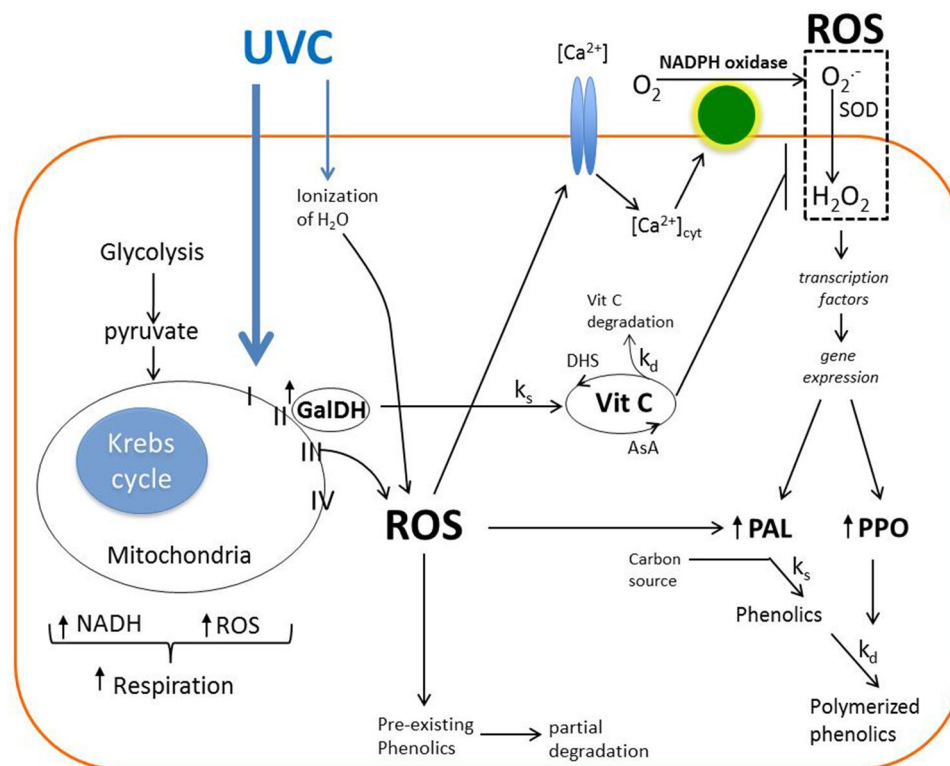 UVC
ROS
[Ca²⁺]
NADPH oxidase
O₂
O₂·⁻
SOD
H₂O₂
Ionization
of H₂O
[Ca²⁺]cyt
Glycolysis
pyruvate
transcription
factors
gene
expression
Vit C
degradation
DHS
kd
I
II
GalDH
ks
Vit C
AsA
III
IV
Krebs
cycle
Mitochondria
ROS
PAL
PPO
Carbon
source
ks
Phenolics
kd
Polymerized
phenolics
NADH
ROS
Respiration
Pre-existing
Phenolics
partial
degradation